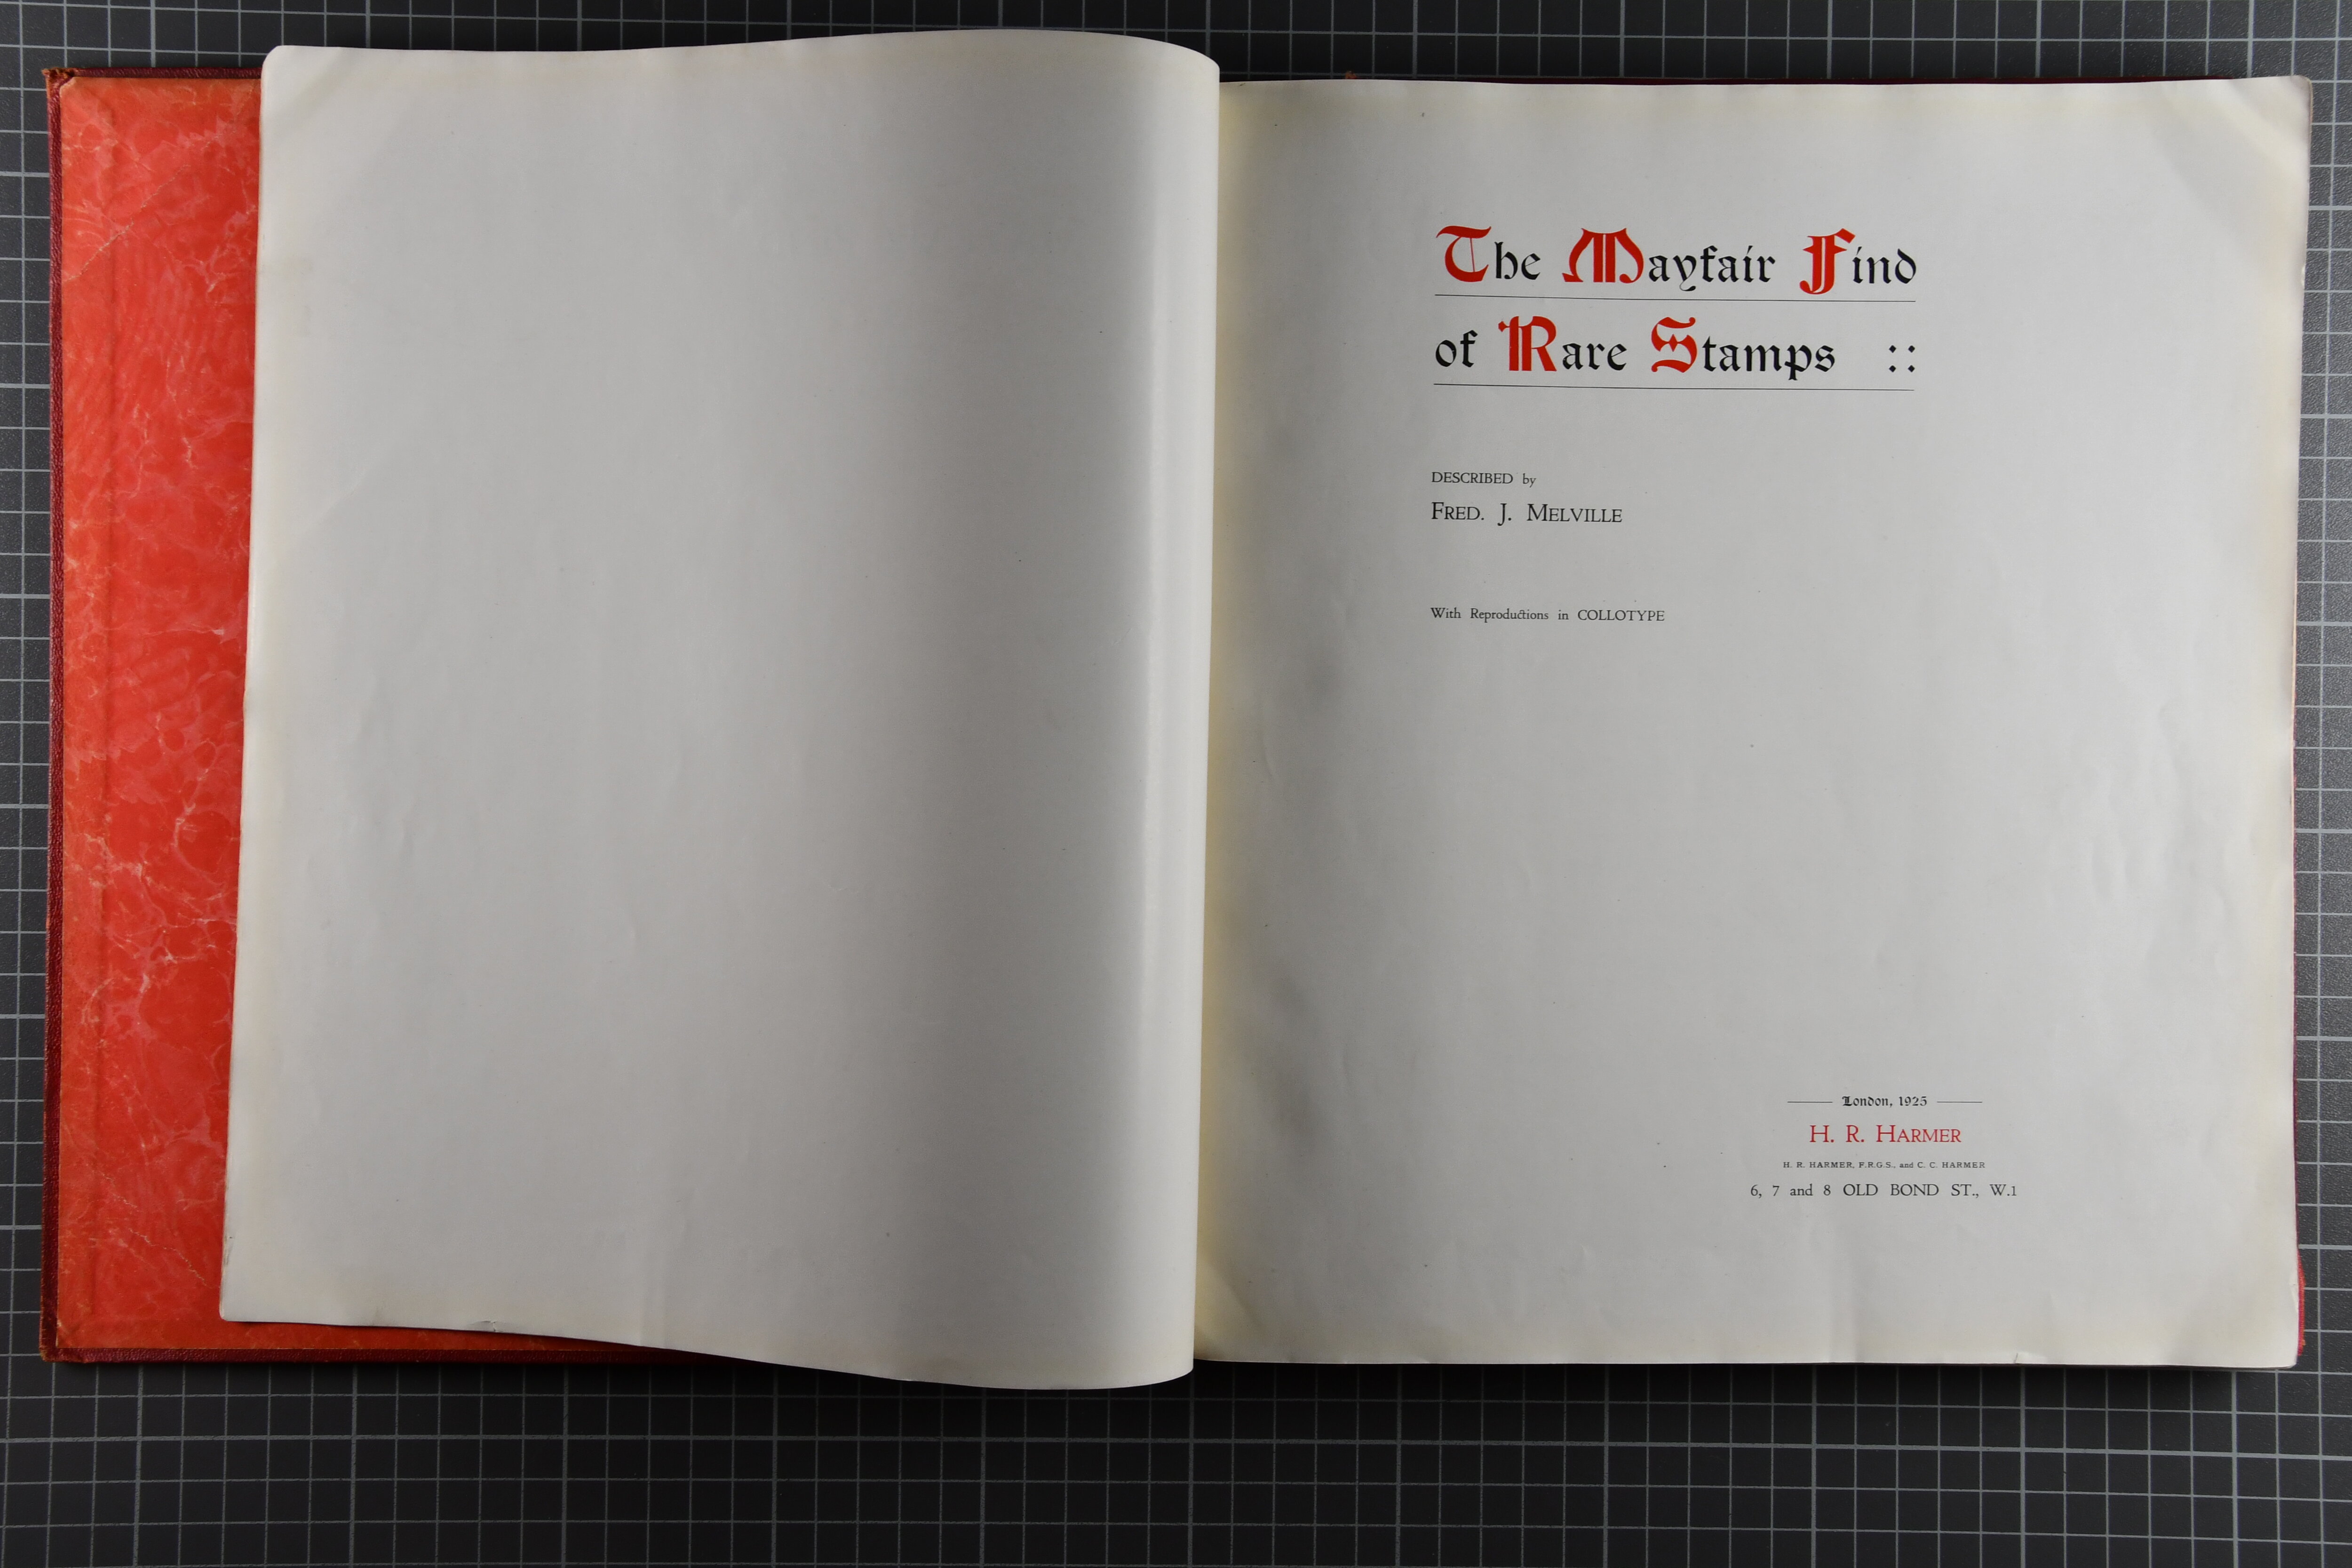 The Mayfair Find
of Rare Stamps ::
DESCRIBED by
FRED. J. MELVILLE
With Reproductions in COLLOTYPE
London, 1925
H. R. HARMER
H. R. HARMER, F.R.G.S., and C. C. HARMER
6, 7 and 8 OLD BOND ST., W.1